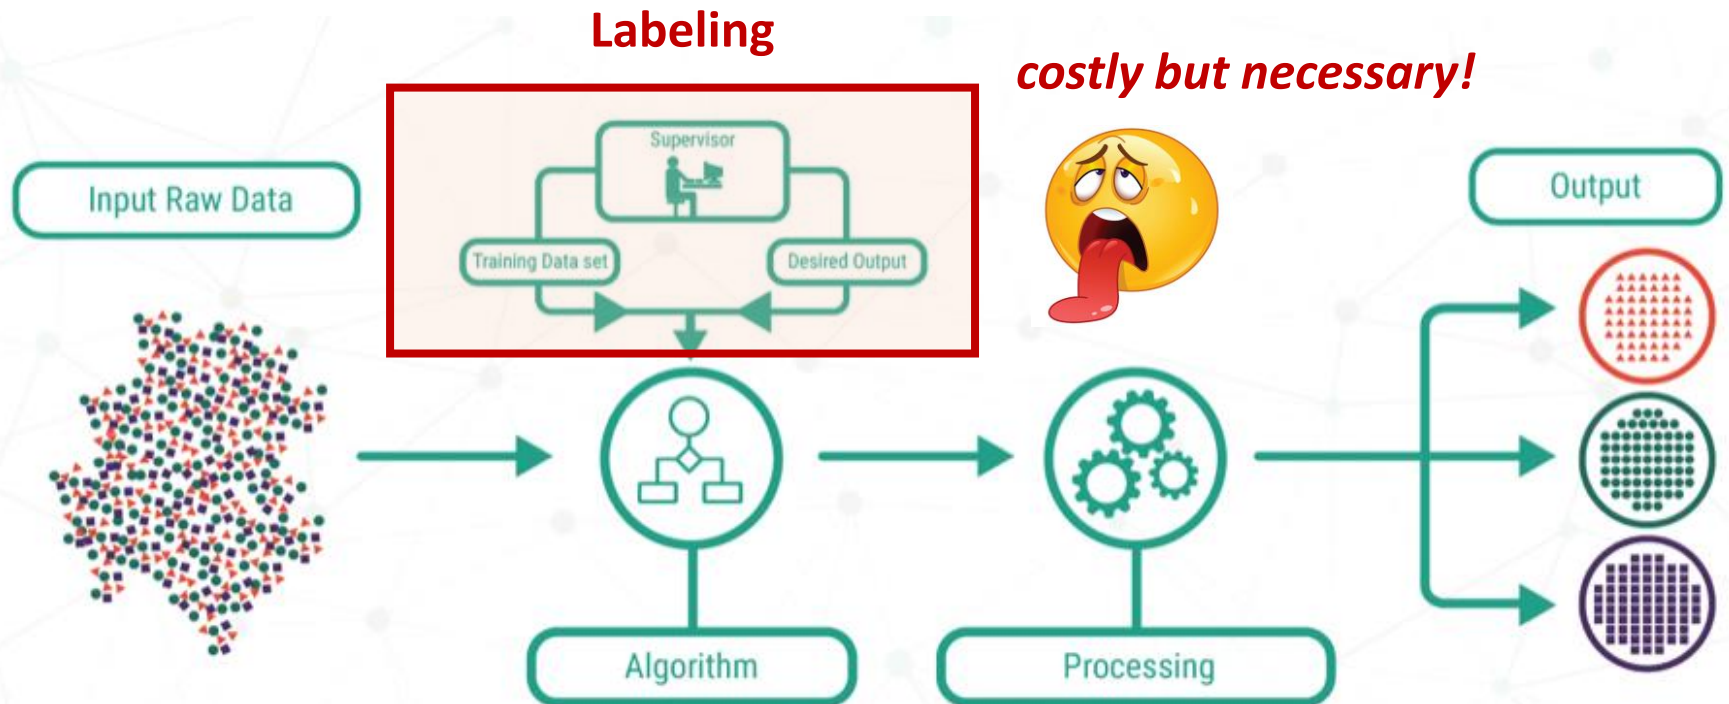 Labeling
costly but necessary!
Supervisor
Input Raw Data
Output
Training Data set
Desired Output
Algorithm
Processing